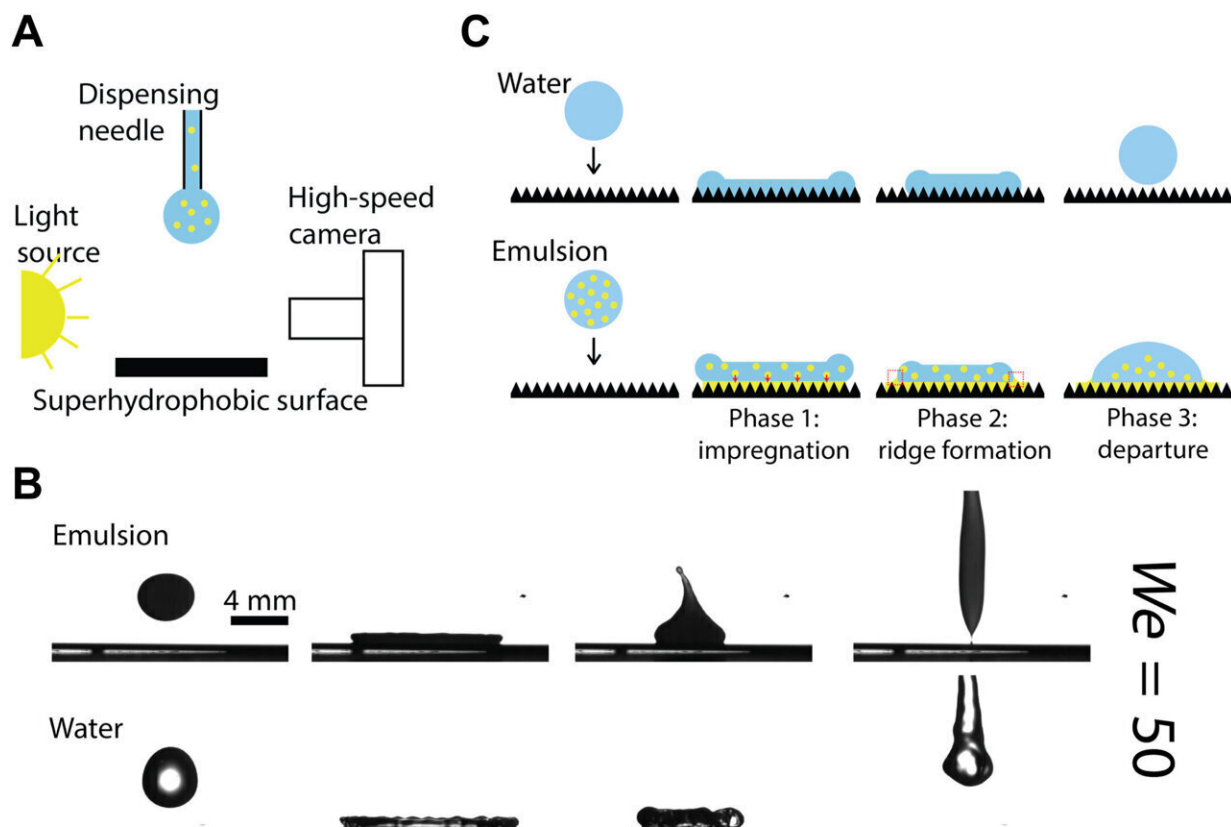 A
Dispensing
needle
Light
source
High-speed
camera
Superhydrophobic surface
C
Water
Emulsion
Phase 1:
impregnation
Phase 2:
ridge formation
Phase 3:
departure
B
Emulsion
4 mm
Water
We = 50